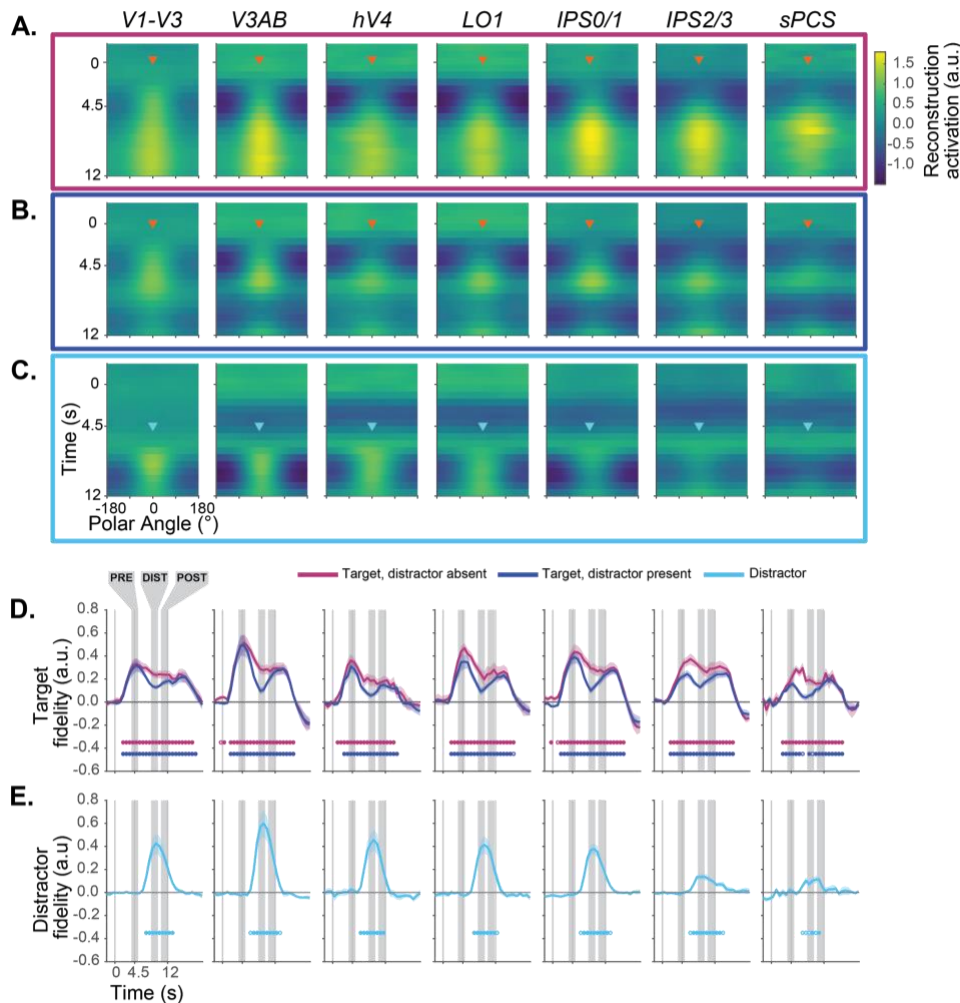 V1-V3 V3AB hV4 LO1 IPS0/1 IPS2/3 sPCS
A.
0
4.5
12
1.5
1.0
0.5
0.0
-0.5
-1.0
Reconstruction
activation (a.u.)
B.
0
4.5
12
C.
0
4.5
12
Time (s)
-180 0 180
Polar Angle (°)
PRE DIST POST
Target, distractor absent Target, distractor present Distractor
D.
0.8
0.6
0.4
0.2
0.0
-0.2
-0.4
-0.6
Target
fidelity (a.u.)
E.
0.8
0.6
0.4
0.2
0.0
-0.2
-0.4
-0.6
Distractor
fidelity (a.u)
0 4.5 12
Time (s)